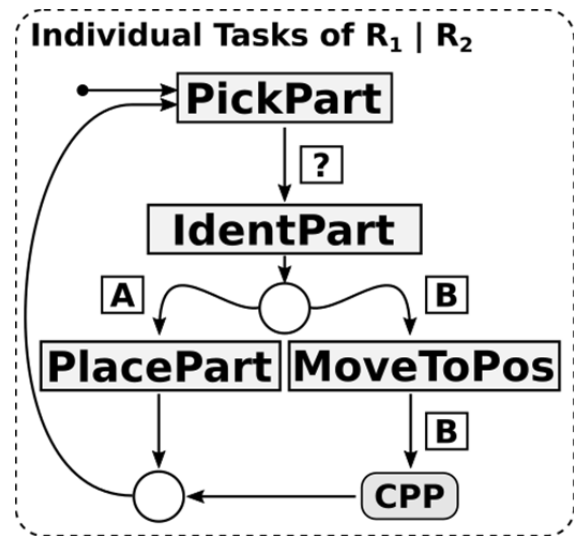 Individual Tasks of R₁ | R₂
PickPart
?
IdentPart
A
B
PlacePart
MoveToPos
B
CPP